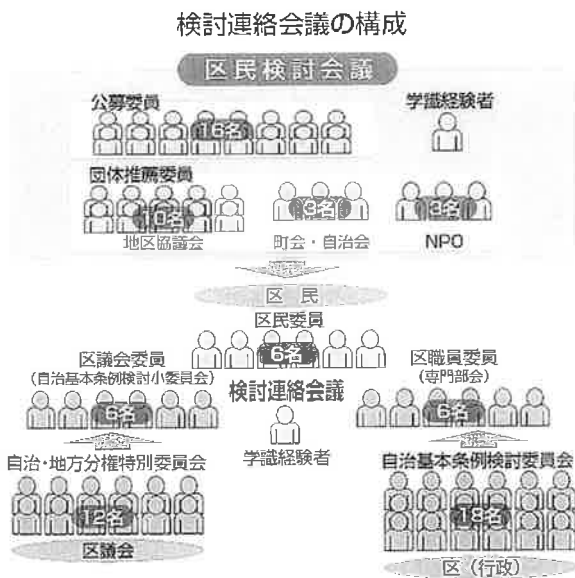 検討連絡会議の構成
区民検討会議
公募委員
学識経験者
16名
団体推薦委員
10名
3名
3名
地区協議会
町会・自治会
NPO
区 民
区民委員
6名
区議会委員
(自治基本条例検討小委員会)
6名
検討連絡会議
区職員委員
(専門部会)
6名
学識経験者
自治・地方分権特別委員会
12名
区議会
自治基本条例検討委員会
18名
区(行政)